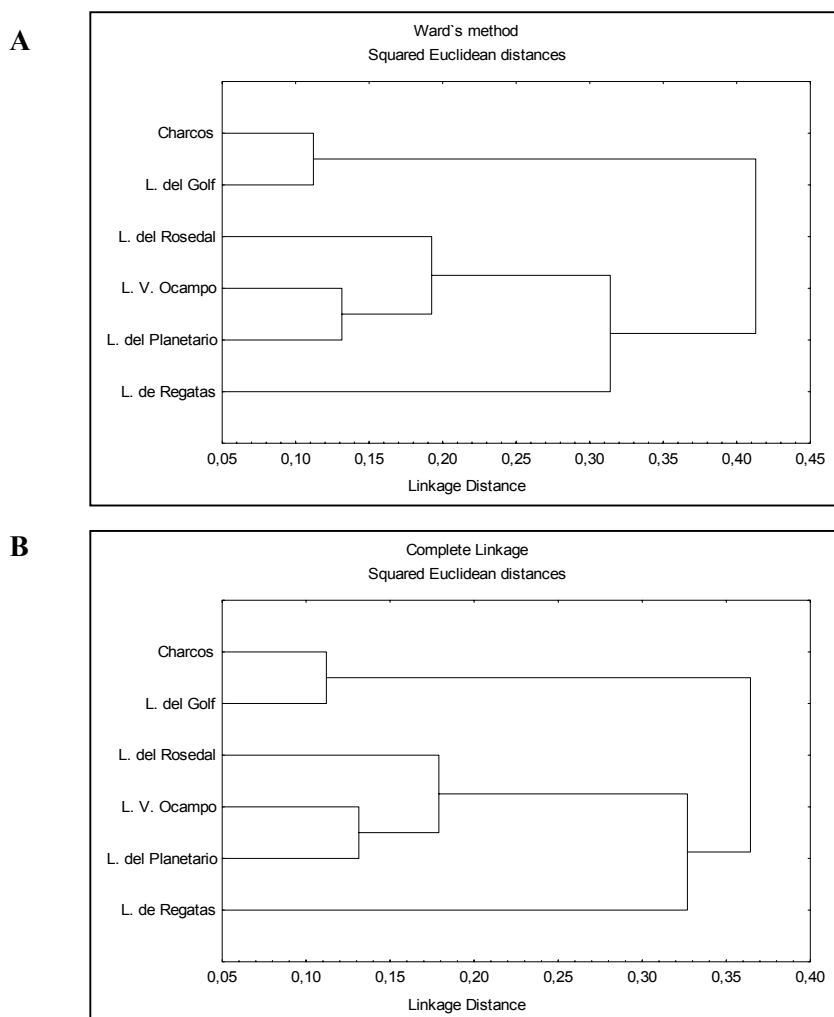 A
Ward`s method
Squared Euclidean distances
Charcos
L. del Golf
L. del Rosedal
L. V. Ocampo
L. del Planetario
L. de Regatas
0,05 0,10 0,15 0,20 0,25 0,30 0,35 0,40 0,45
Linkage Distance
B
Complete Linkage
Squared Euclidean distances
Charcos
L. del Golf
L. del Rosedal
L. V. Ocampo
L. del Planetario
L. de Regatas
0,05 0,10 0,15 0,20 0,25 0,30 0,35 0,40
Linkage Distance